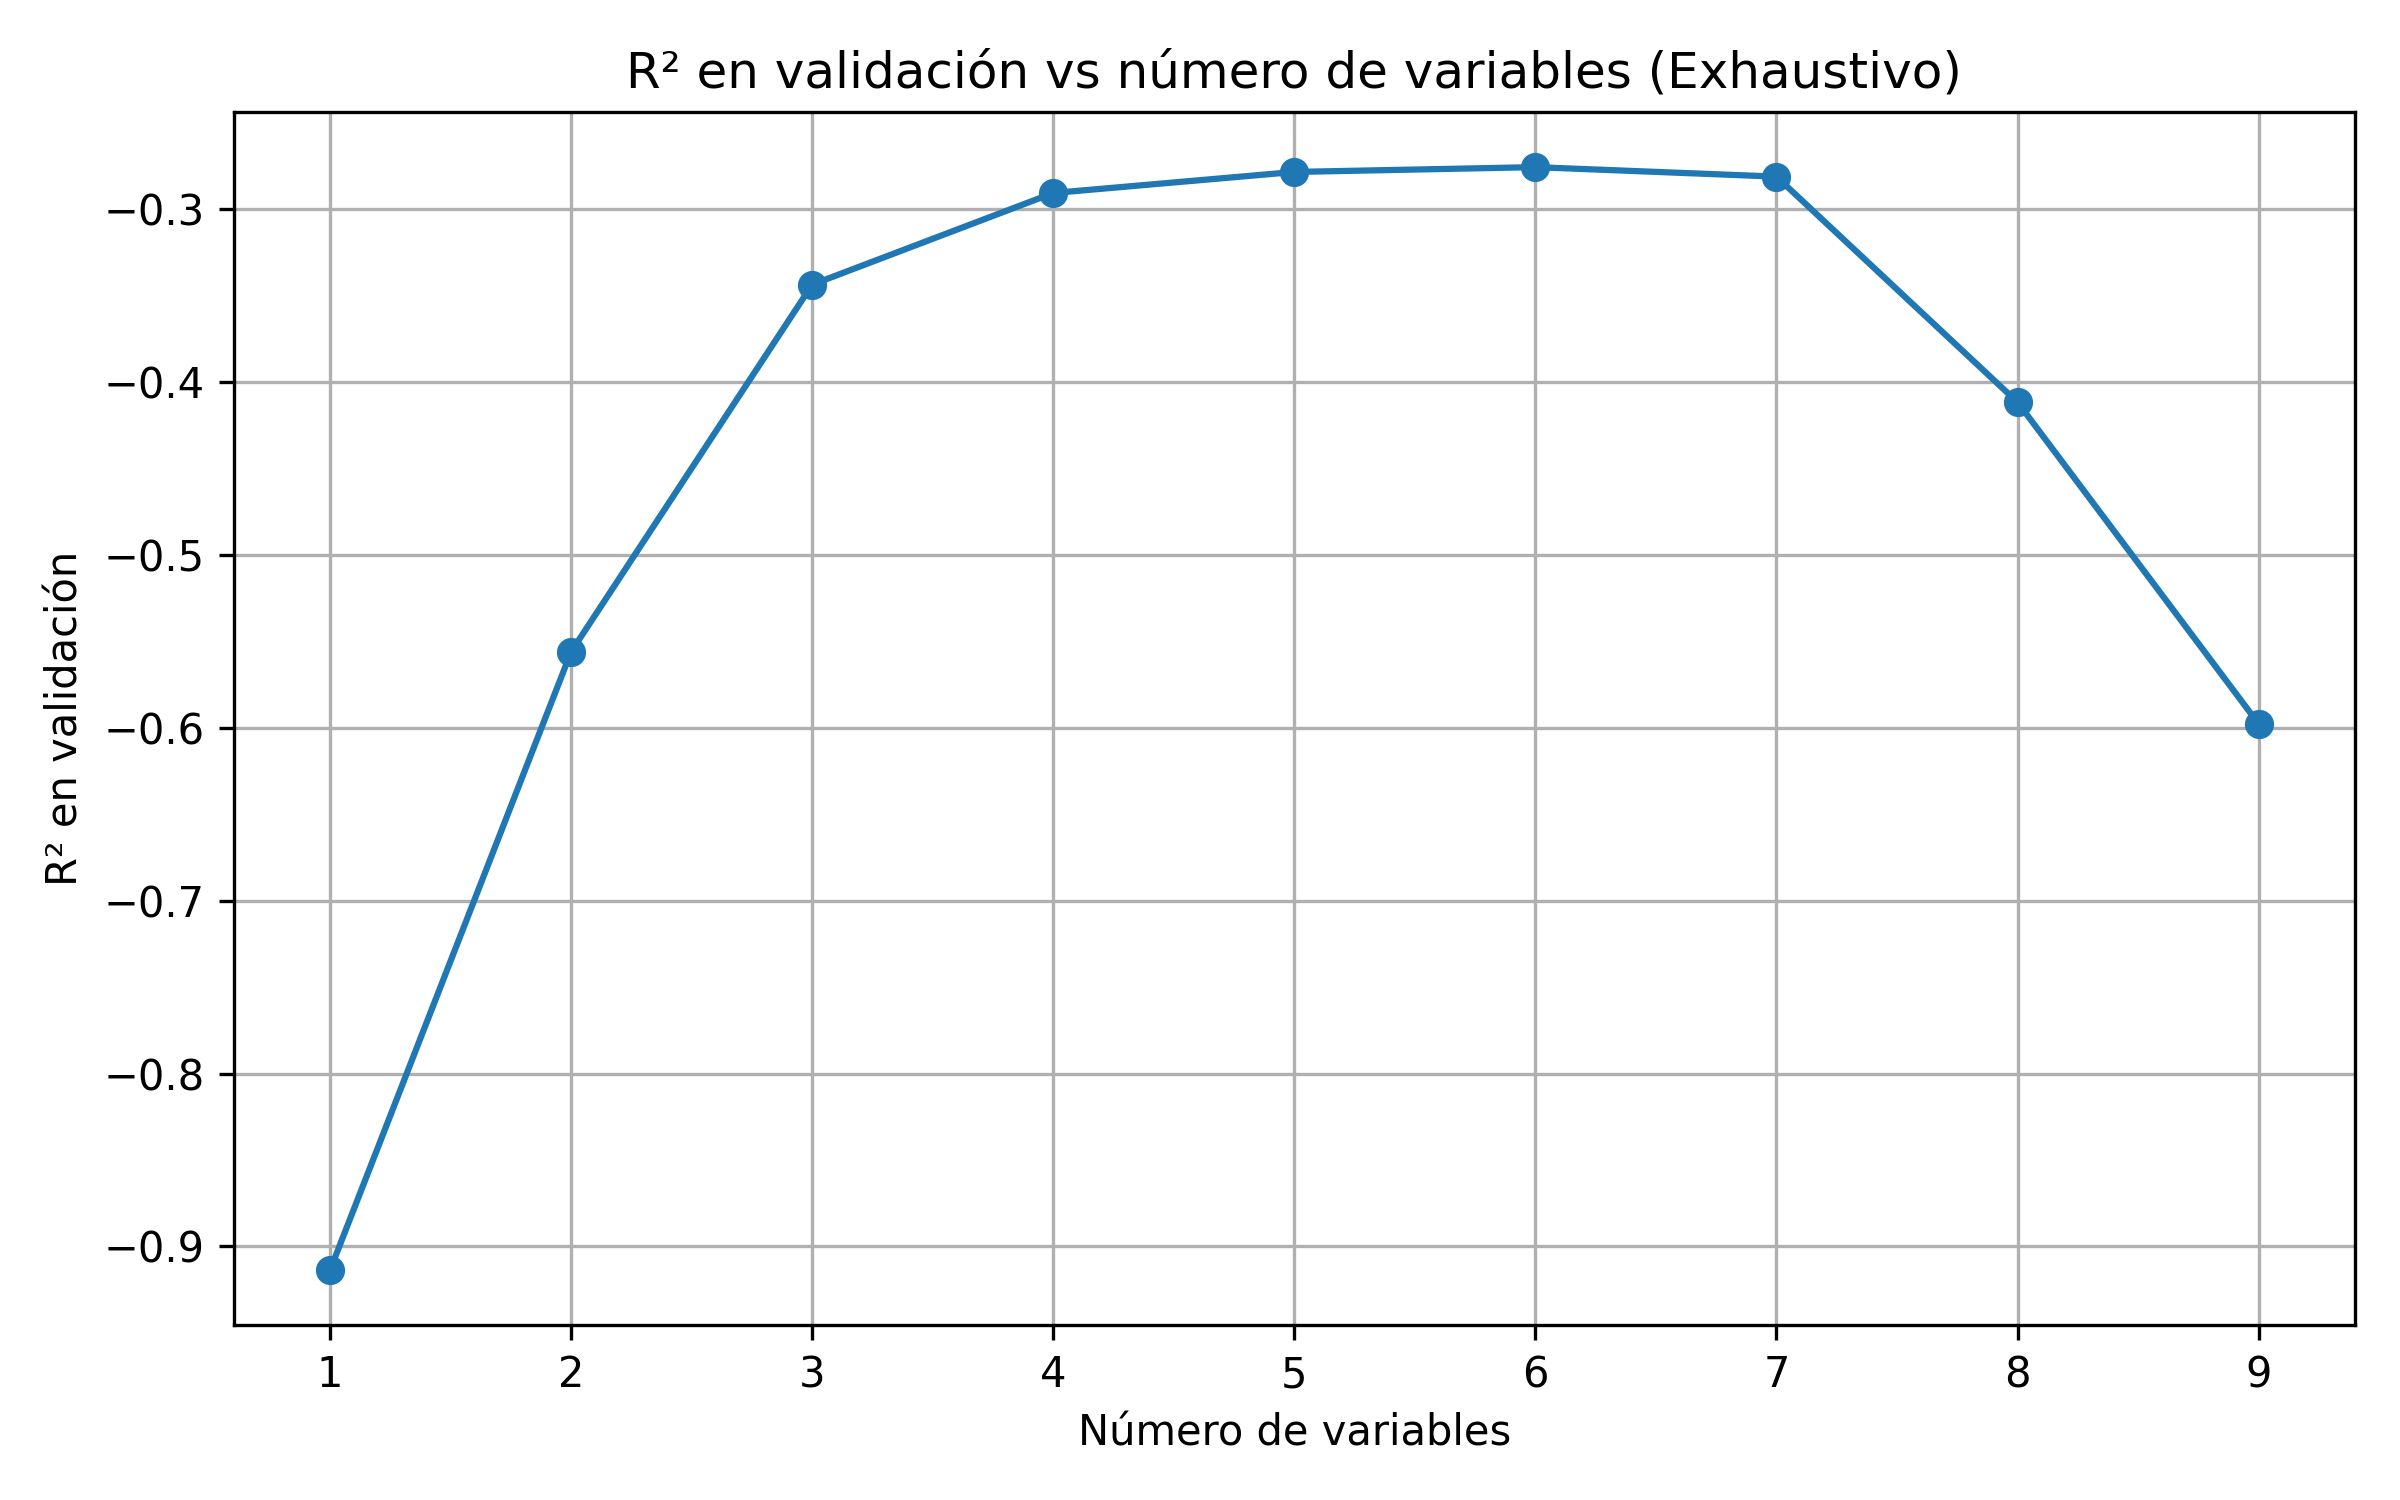 R² en validación vs número de variables (Exhaustivo)
R² en validación
−0.3
−0.4
−0.5
−0.6
−0.7
−0.8
−0.9
1 2 3 4 5 6 7 8 9
Número de variables